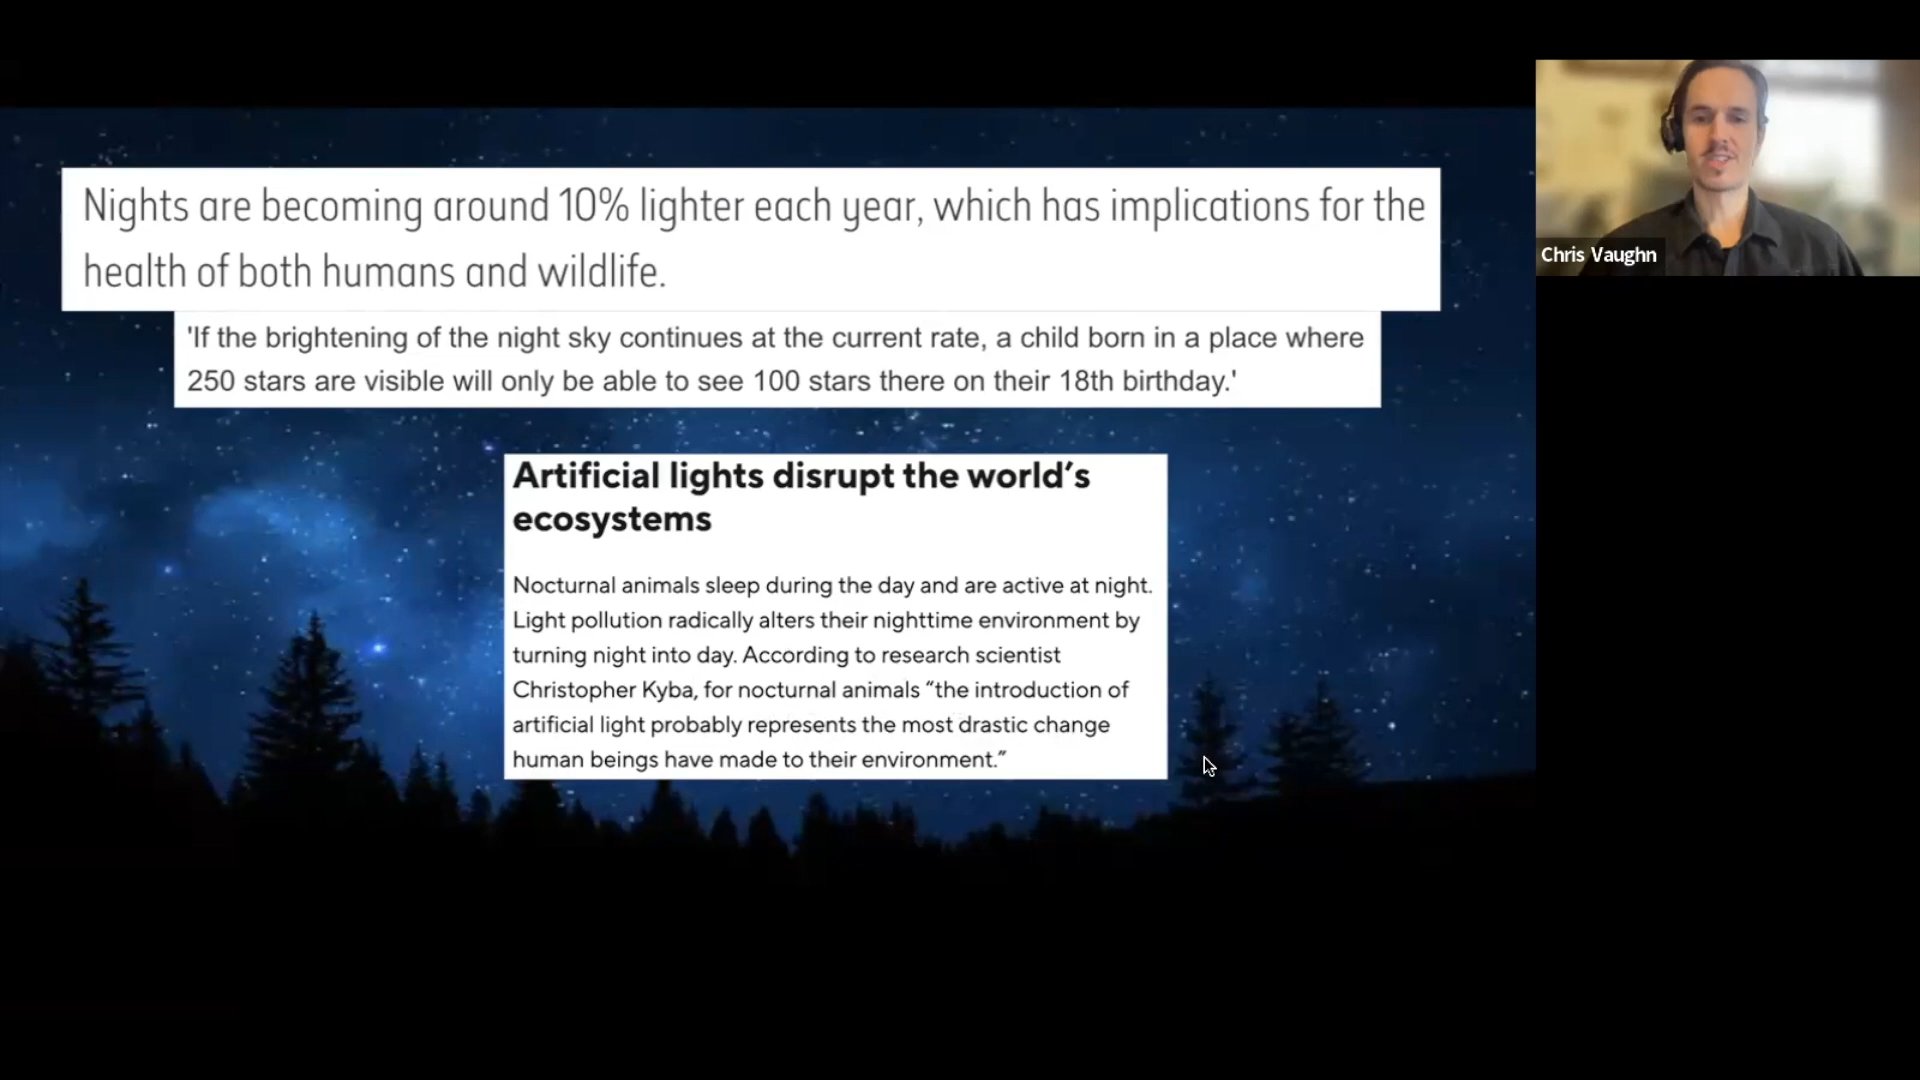 Nights are becoming around 10% lighter each year, which has implications for the
health of both humans and wildlife.
'If the brightening of the night sky continues at the current rate, a child born in a place where
250 stars are visible will only be able to see 100 stars there on their 18th birthday.'
Artificial lights disrupt the world’s
ecosystems
Nocturnal animals sleep during the day and are active at night.
Light pollution radically alters their nighttime environment by
turning night into day. According to research scientist
Christopher Kyba, for nocturnal animals “the introduction of
artificial light probably represents the most drastic change
human beings have made to their environment.”
Chris Vaughn